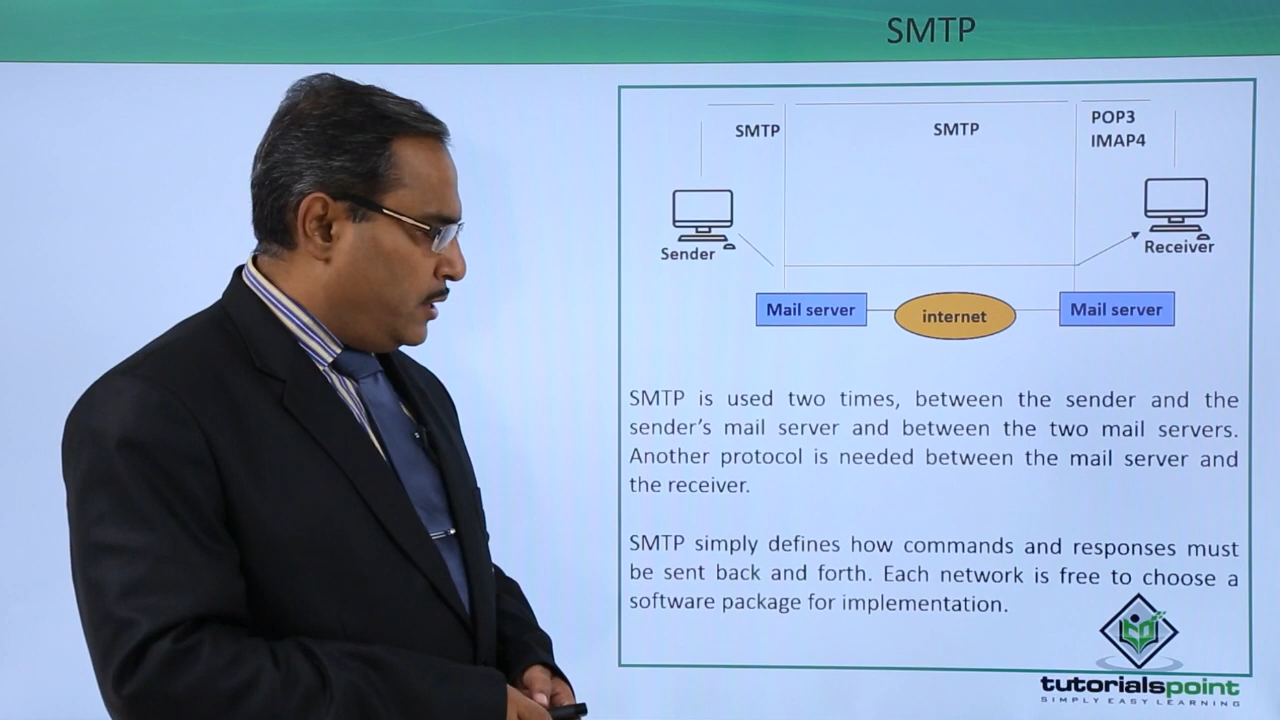 SMTP
SMTP
SMTP
POP3
IMAP4
Sender
Receiver
Mail server
internet
Mail server
SMTP is used two times, between the sender and the
sender's mail server and between the two mail servers.
Another protocol is needed between the mail server and
the receiver.
SMTP simply defines how commands and responses must
be sent back and forth. Each network is free to choose a
software package for implementation.
tutorialspoint
SIMPLY EASY LEARNING